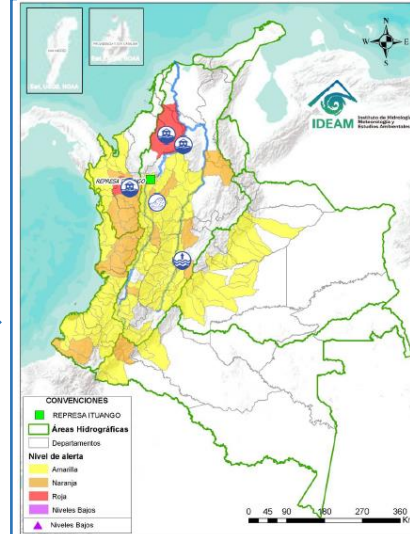 N
W
E
S
IDEAM
Instituto de Hidrología,
Meteorología y
Estudios Ambientales
CONVENCIONES
REPRESA ITUANGO
Áreas Hidrográficas
Departamentos
Nivel de alerta
Amarilla
Naranja
Roja
Niveles Bajos
Niveles Bajos
0 45 90 180 270 360